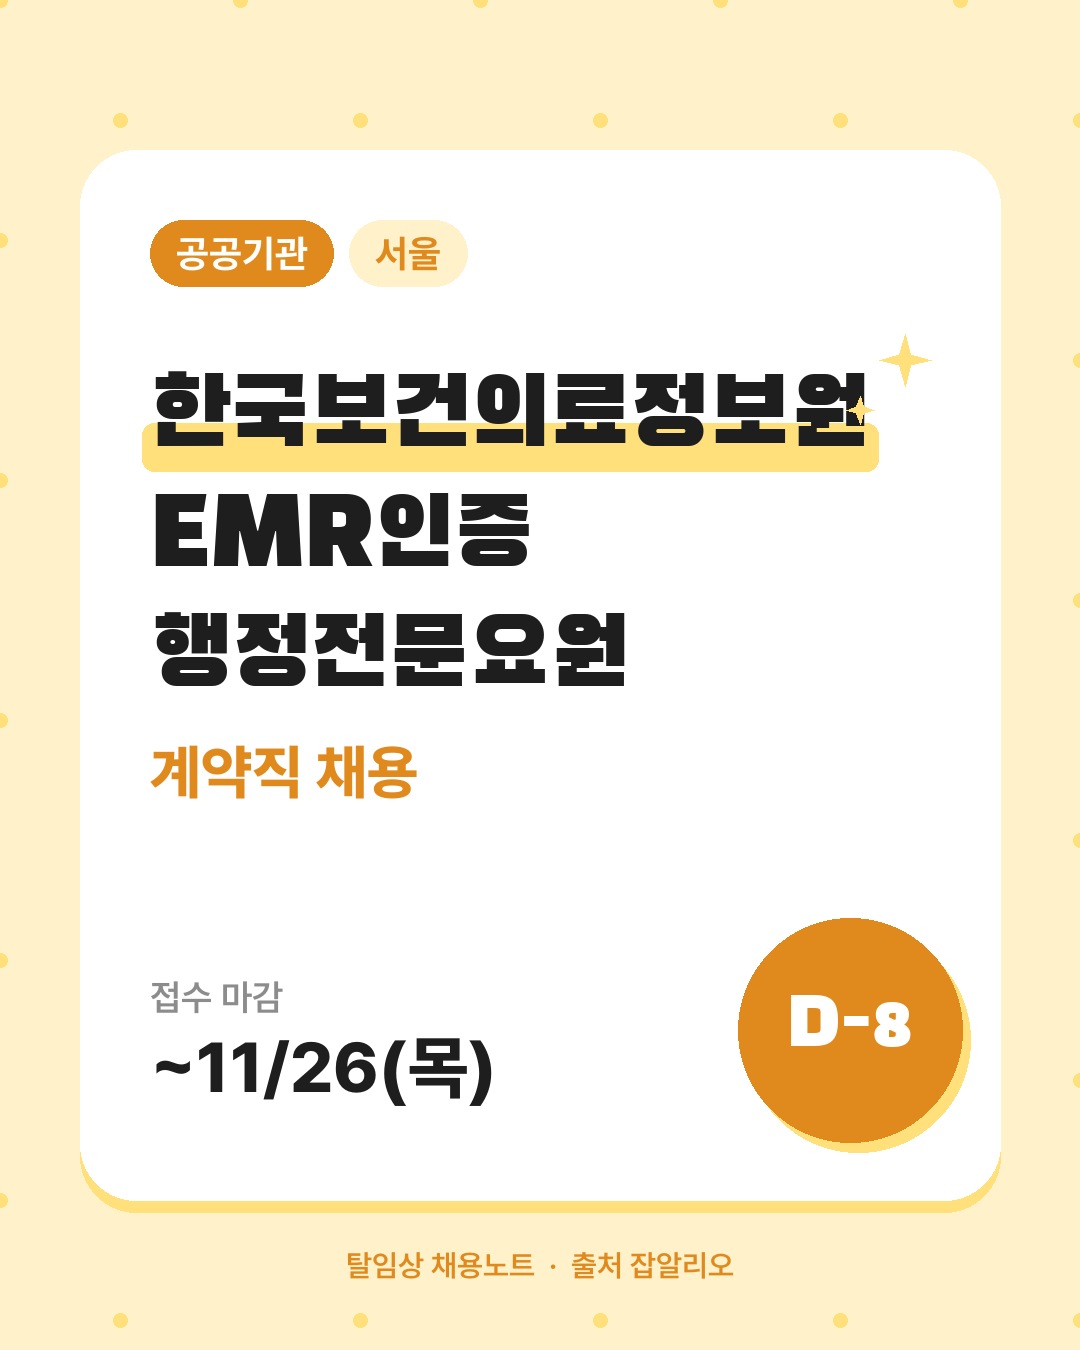 공공기관 서울
한국보건의료정보원
EMR인증
행정전문요원
계약직 채용
접수 마감
~11/26(목)
D-8
탈임상 채용노트 · 출처 잡알리오